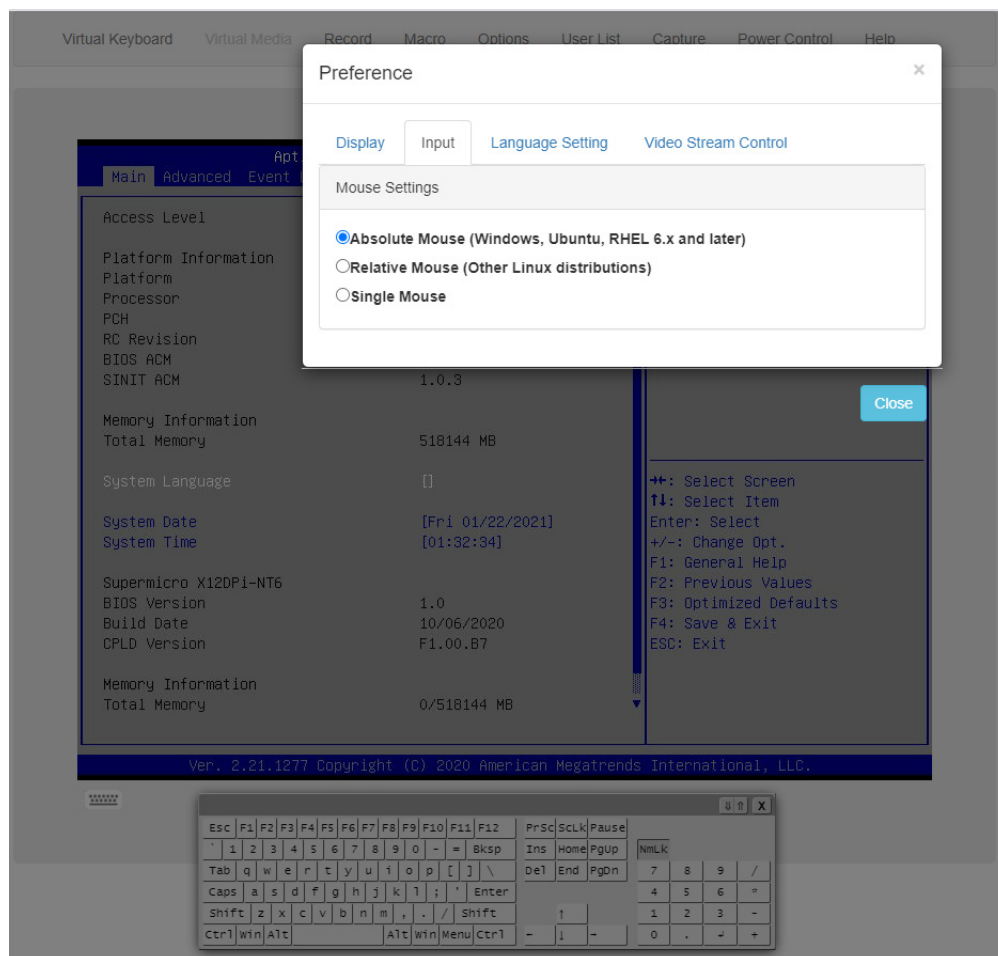 Virtual Keyboard Virtual Media Record Macro Options User List Capture Power Control Help
Preference ×
Display Input Language Setting Video Stream Control
Mouse Settings
Absolute Mouse (Windows, Ubuntu, RHEL 6.x and later)
Relative Mouse (Other Linux distributions)
Single Mouse
Close
Apt
Main Advanced Event
Access Level
Platform Information
Platform
Processor
PCH
RC Revision
BIOS ACM
SINIT ACM 1.0.3
Memory Information
Total Memory 518144 MB
System Language []
System Date [Fri 01/22/2021]
System Time [01:32:34]
Supermicro X12DPi-NT6
BIOS Version 1.0
Build Date 10/06/2020
CPLD Version F1.00.B7
Memory Information
Total Memory 0/518144 MB
→←: Select Screen
↑↓: Select Item
Enter: Select
+/-: Change Opt.
F1: General Help
F2: Previous Values
F3: Optimized Defaults
F4: Save & Exit
ESC: Exit
Ver. 2.21.1277 Copyright (C) 2020 American Megatrends International, LLC.
⇓ ⇑ X
Esc F1 F2 F3 F4 F5 F6 F7 F8 F9 F10 F11 F12 PrSc ScLk Pause
` 1 2 3 4 5 6 7 8 9 0 - = Bksp Ins Home PgUp NmLk
Tab q w e r t y u i o p [ ] \ Del End PgDn 7 8 9 /
Caps a s d f g h j k l ; ' Enter 4 5 6 *
Shift z x c v b n m , . / Shift ↑ 1 2 3 -
Ctrl Win Alt Alt Win Menu Ctrl ← ↓ → 0 . ↲ +